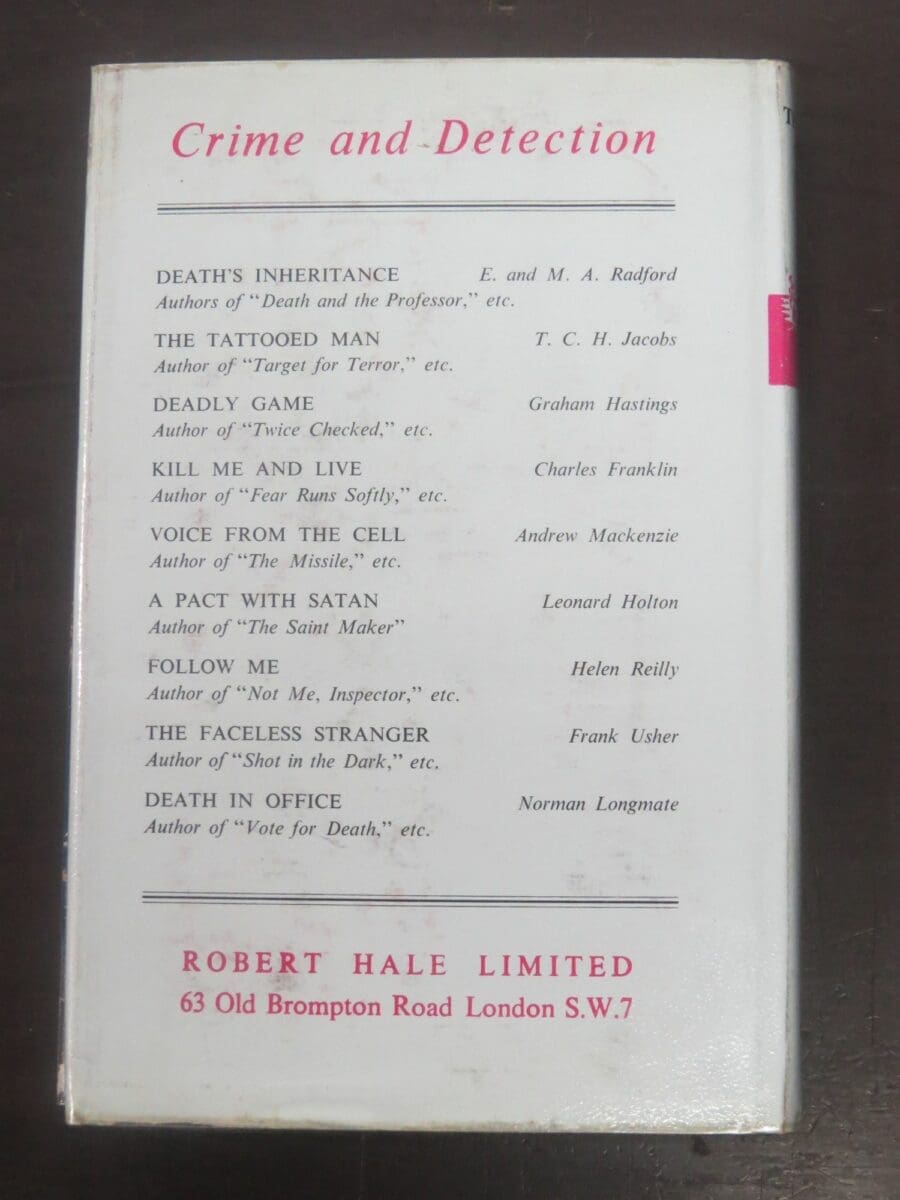 Crime and Detection
DEATH'S INHERITANCE E. and M. A. Radford
Authors of "Death and the Professor," etc.
THE TATTOOED MAN T. C. H. Jacobs
Author of "Target for Terror," etc.
DEADLY GAME Graham Hastings
Author of "Twice Checked," etc.
KILL ME AND LIVE Charles Franklin
Author of "Fear Runs Softly," etc.
VOICE FROM THE CELL Andrew Mackenzie
Author of "The Missile," etc.
A PACT WITH SATAN Leonard Holton
Author of "The Saint Maker"
FOLLOW ME Helen Reilly
Author of "Not Me, Inspector," etc.
THE FACELESS STRANGER Frank Usher
Author of "Shot in the Dark," etc.
DEATH IN OFFICE Norman Longmate
Author of "Vote for Death," etc.
ROBERT HALE LIMITED
63 Old Brompton Road London S.W.7